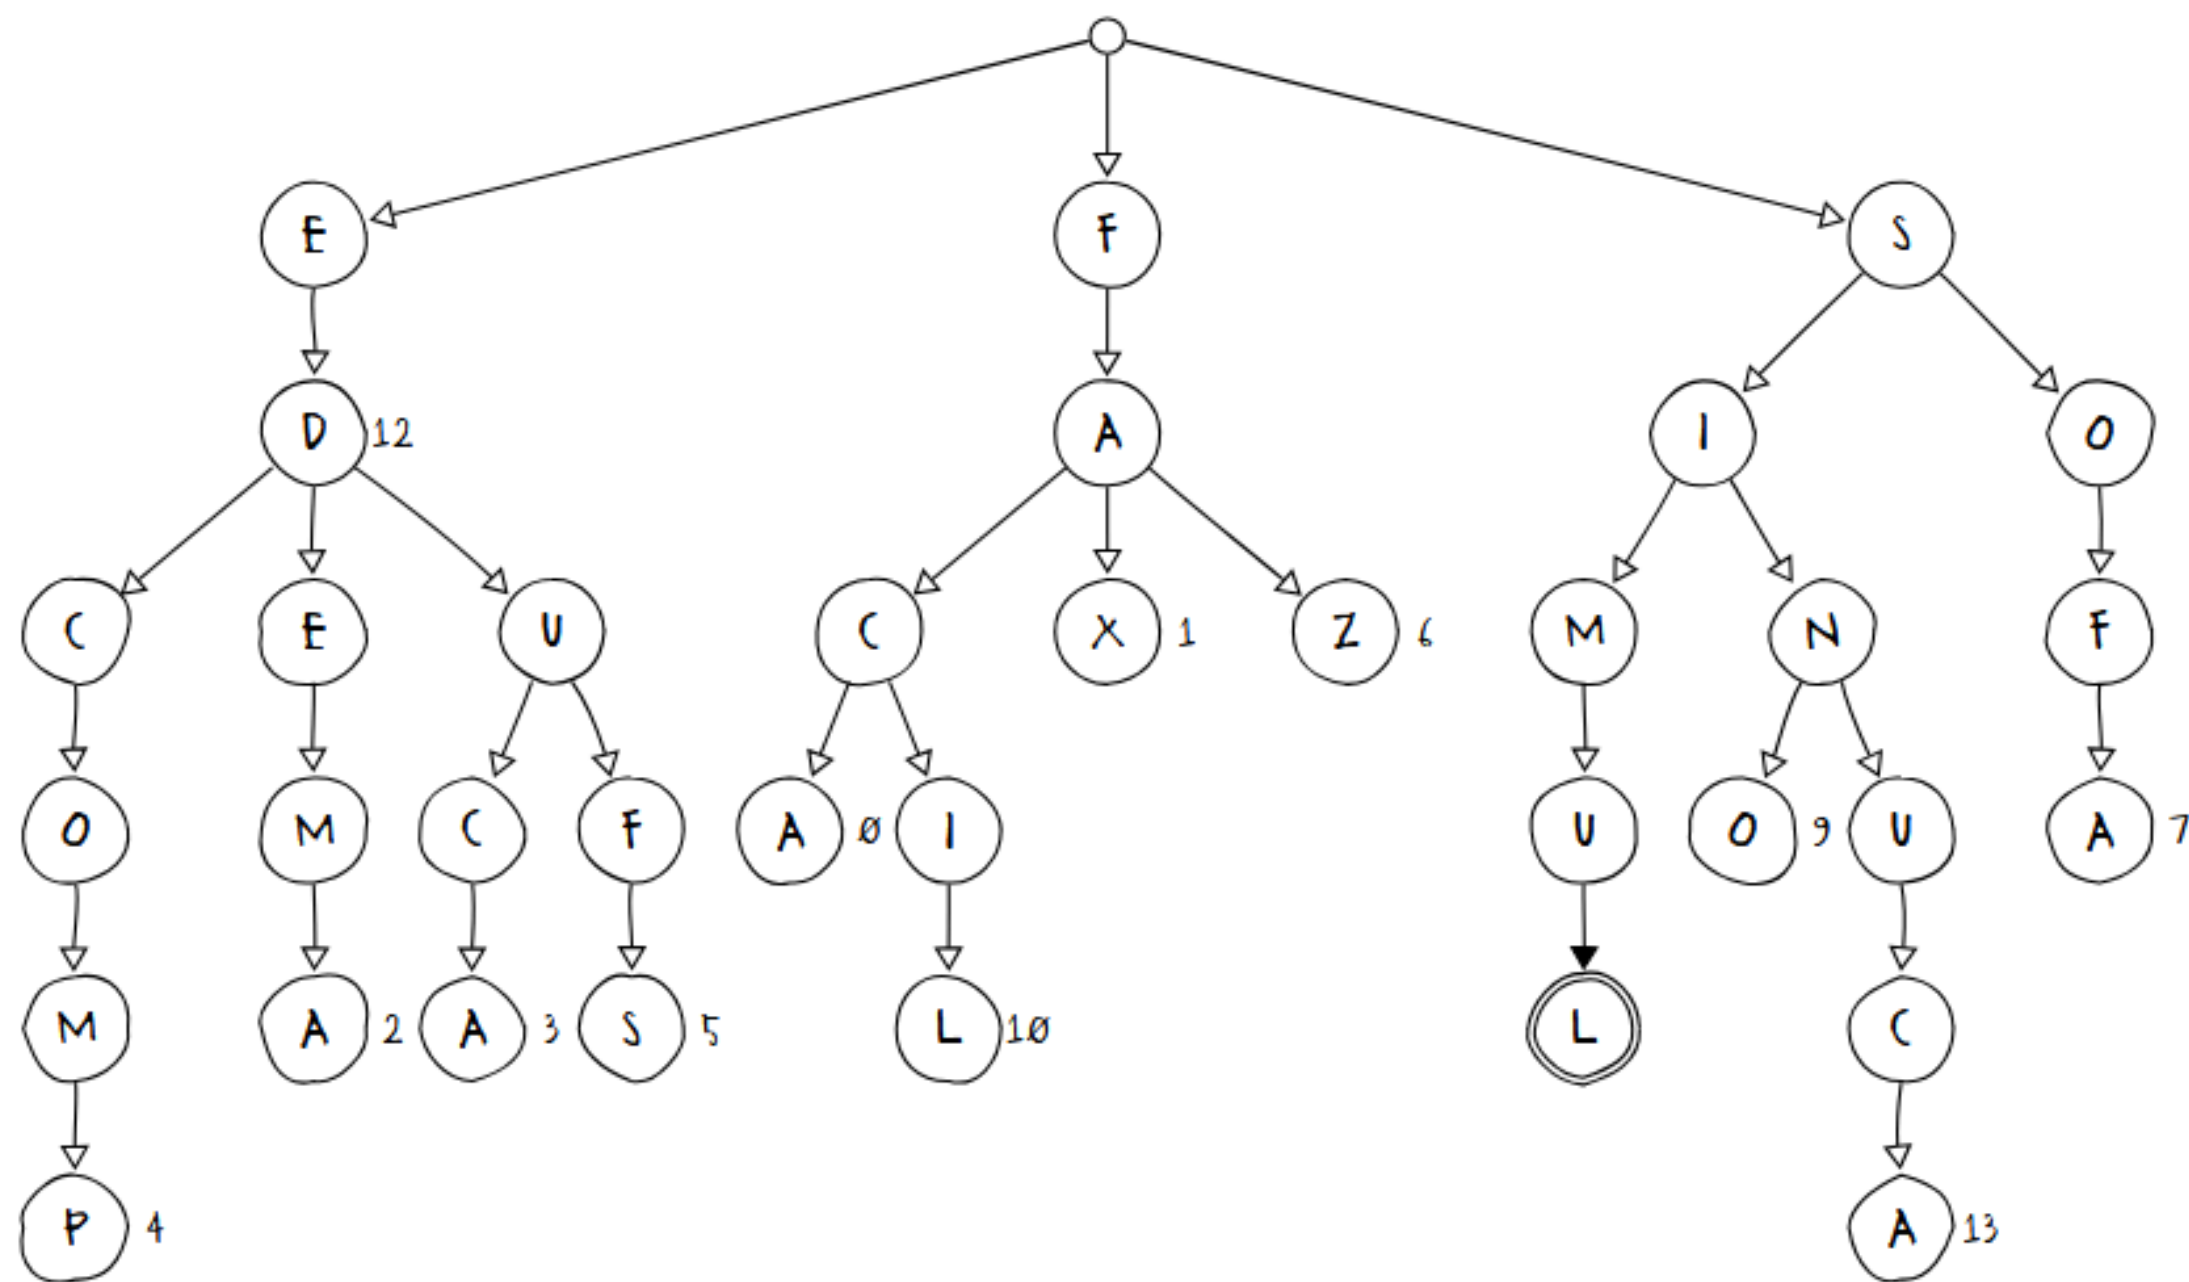 E F S
D 12 A I O
C E U C X 1 Z 6 M N F
O M C F A 0 I U O 9 U A 7
M A 2 A 3 S 5 L 10 L C
P 4 A 13